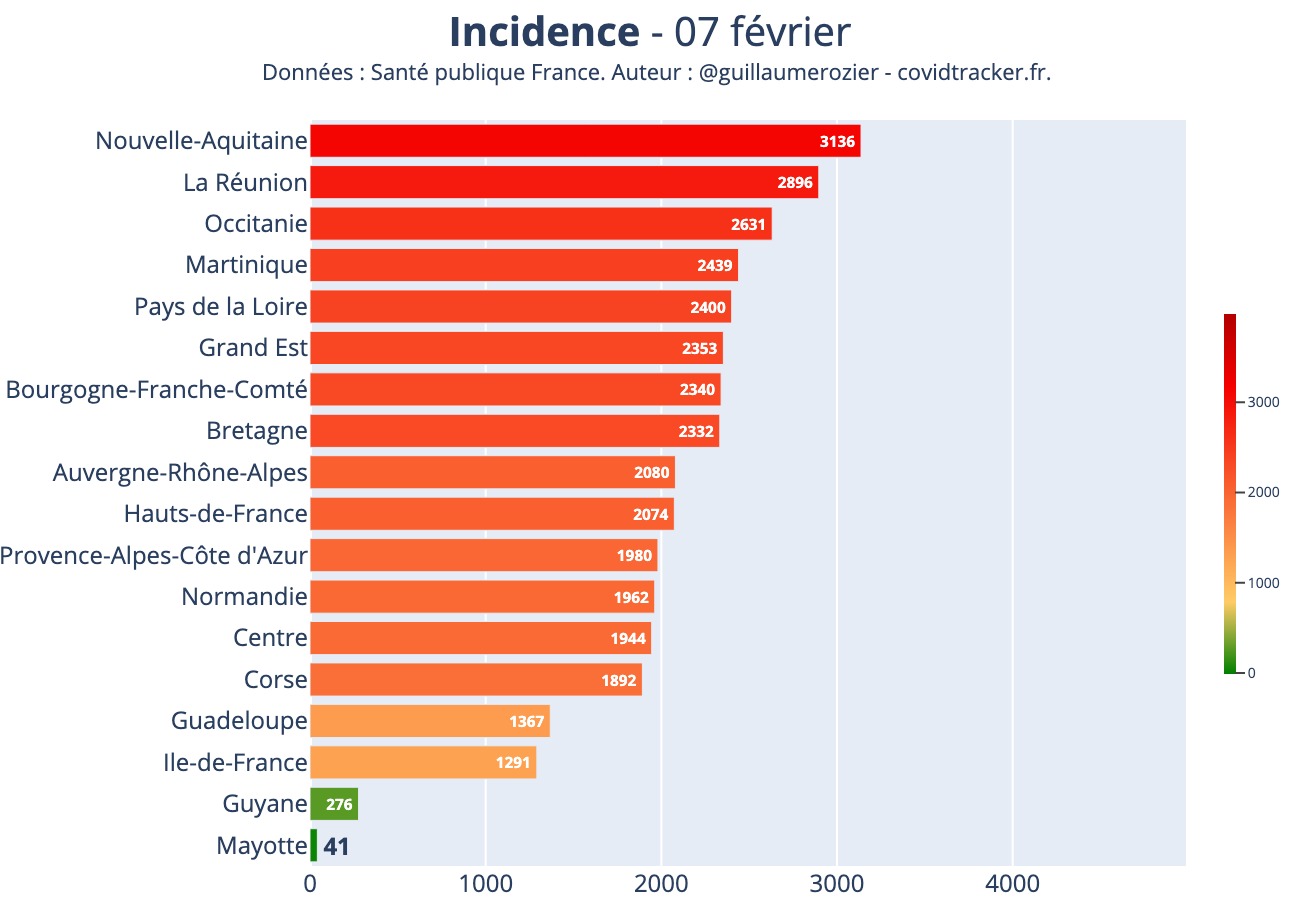 Incidence - 07 février
Données : Santé publique France. Auteur : @guillaumerozier - covidtracker.fr.
Nouvelle-Aquitaine 3136
La Réunion 2896
Occitanie 2631
Martinique 2439
Pays de la Loire 2400
Grand Est 2353
Bourgogne-Franche-Comté 2340
Bretagne 2332
Auvergne-Rhône-Alpes 2080
Hauts-de-France 2074
Provence-Alpes-Côte d'Azur 1980
Normandie 1962
Centre 1944
Corse 1892
Guadeloupe 1367
Ile-de-France 1291
Guyane 276
Mayotte 41
0 1000 2000 3000 4000
3000
2000
1000
0